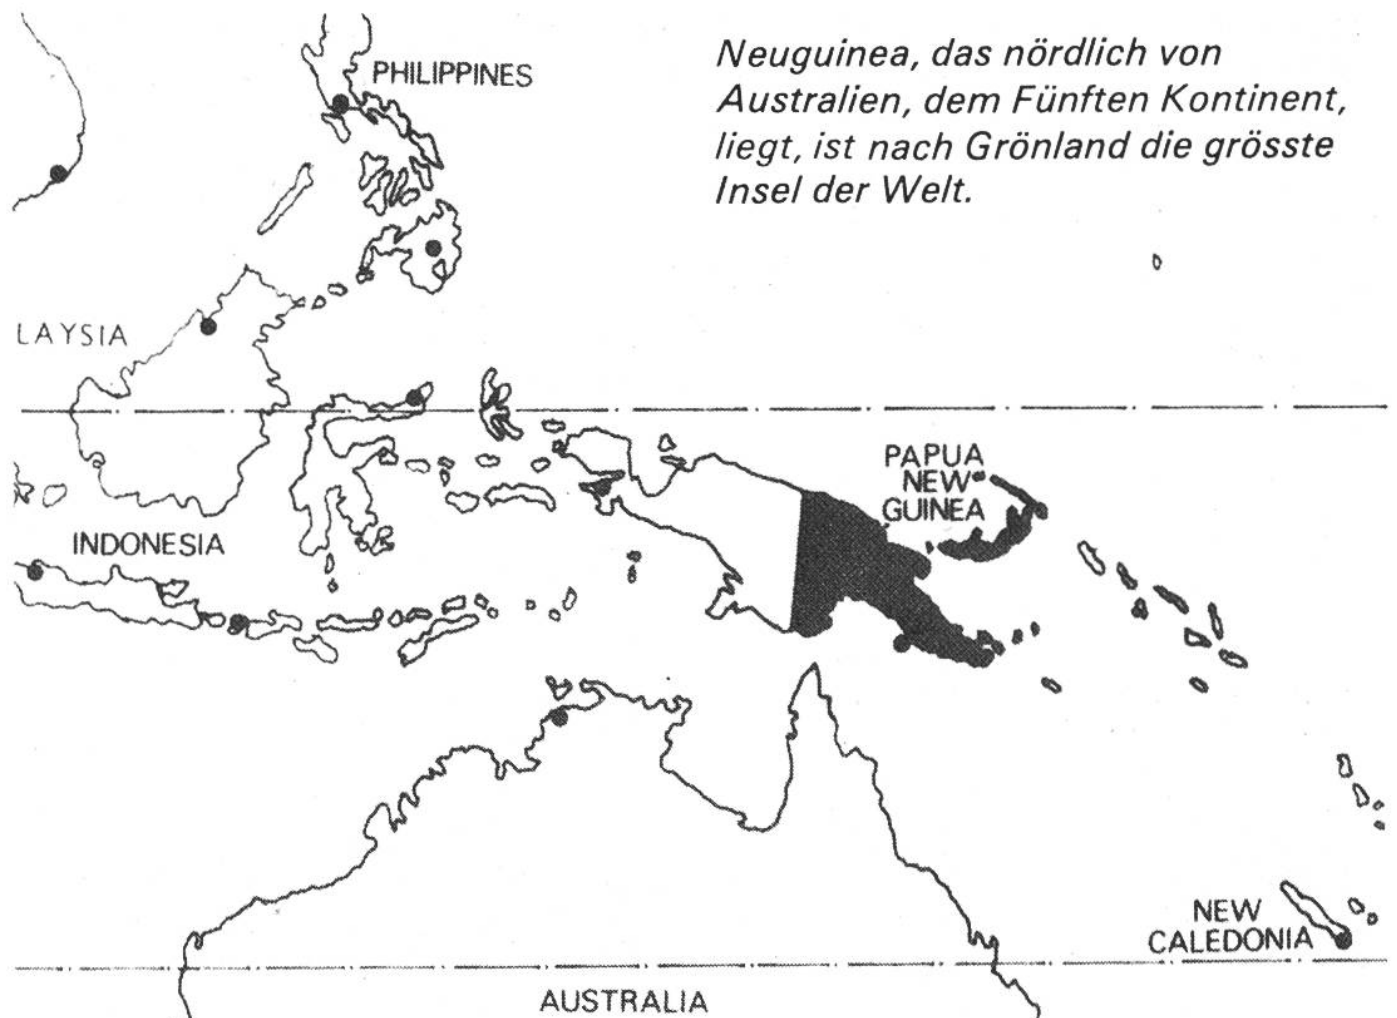 Neuguinea, das nördlich von
Australien, dem Fünften Kontinent,
liegt, ist nach Grönland die grösste
Insel der Welt.
PHILIPPINES
LAYSIA
PAPUA
NEW
GUINEA
INDONESIA
NEW
CALEDONIA
AUSTRALIA